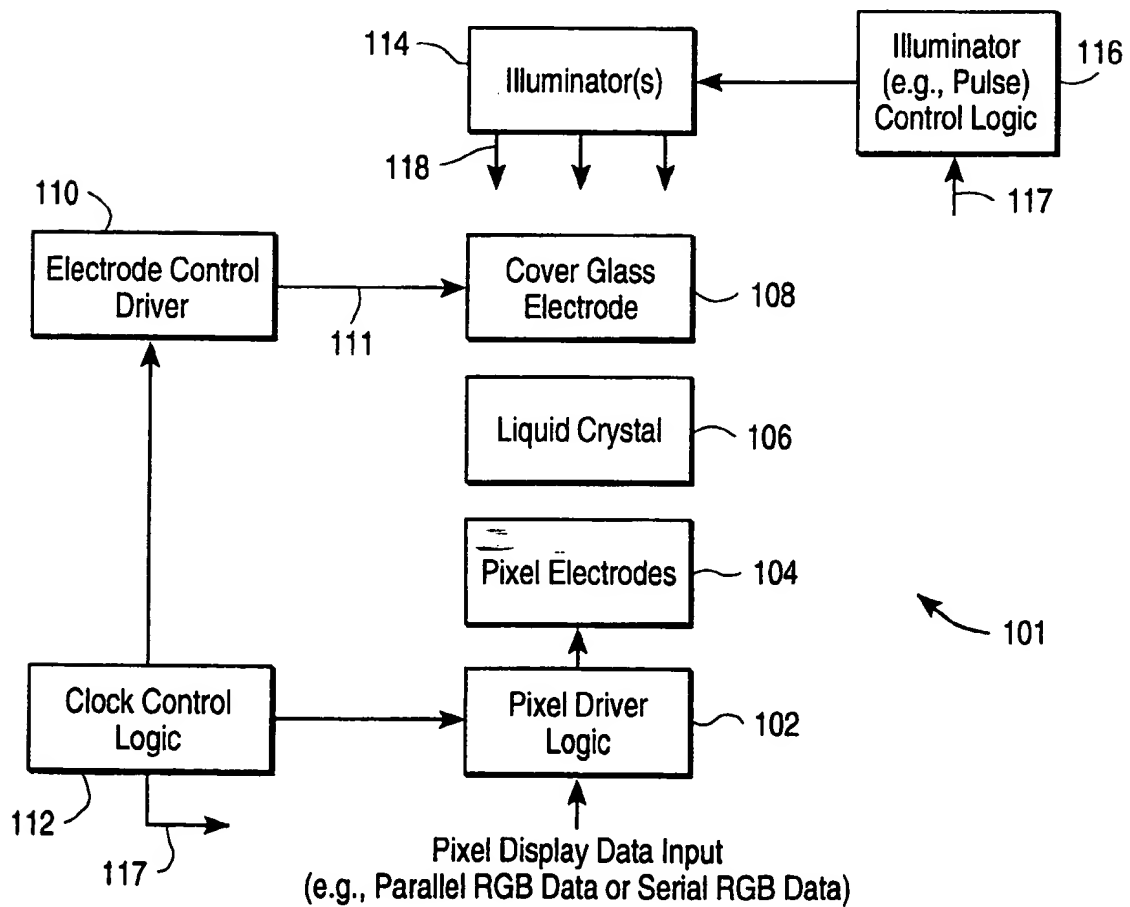 114
Illuminator(s)
Illuminator
(e.g., Pulse)
Control Logic
116
118
117
110
Electrode Control
Driver
111
Cover Glass
Electrode
108
Liquid Crystal
106
Pixel Electrodes
104
101
Clock Control
Logic
112
117
Pixel Driver
Logic
102
Pixel Display Data Input
(e.g., Parallel RGB Data or Serial RGB Data)